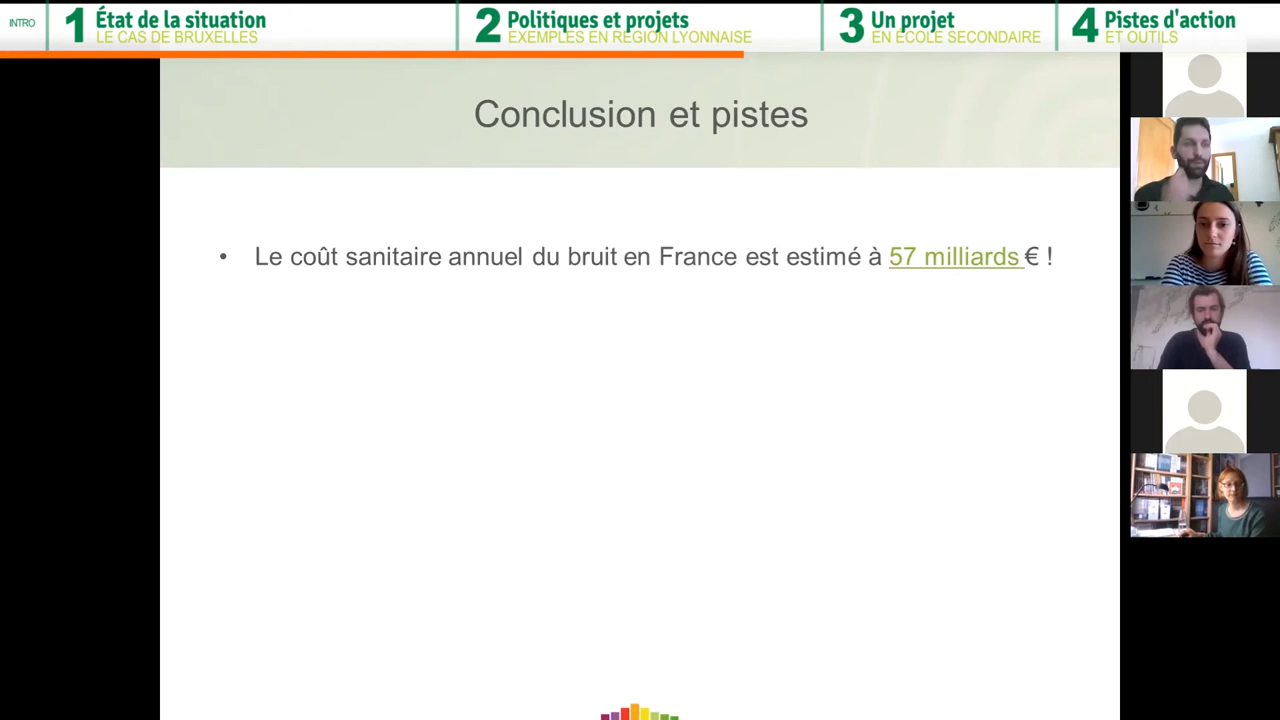 INTRO
1 État de la situation
LE CAS DE BRUXELLES
2 Politiques et projets
EXEMPLES EN RÉGION LYONNAISE
3 Un projet
EN ÉCOLE SECONDAIRE
4 Pistes d'action
ET OUTILS
Conclusion et pistes
• Le coût sanitaire annuel du bruit en France est estimé à 57 milliards € !